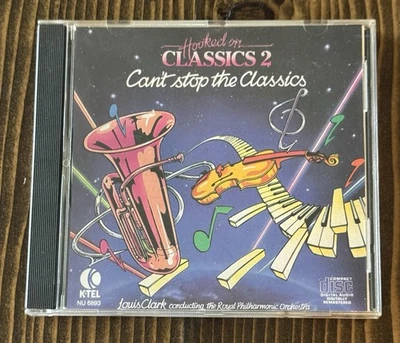 Hooked on
CLASSICS 2
Can't stop the Classics
K-TEL
NU 6893
Louis Clark conducting the Royal Philharmonic Orchestra
COMPACT
disc
DIGITAL AUDIO
DIGITALLY
REMASTERED